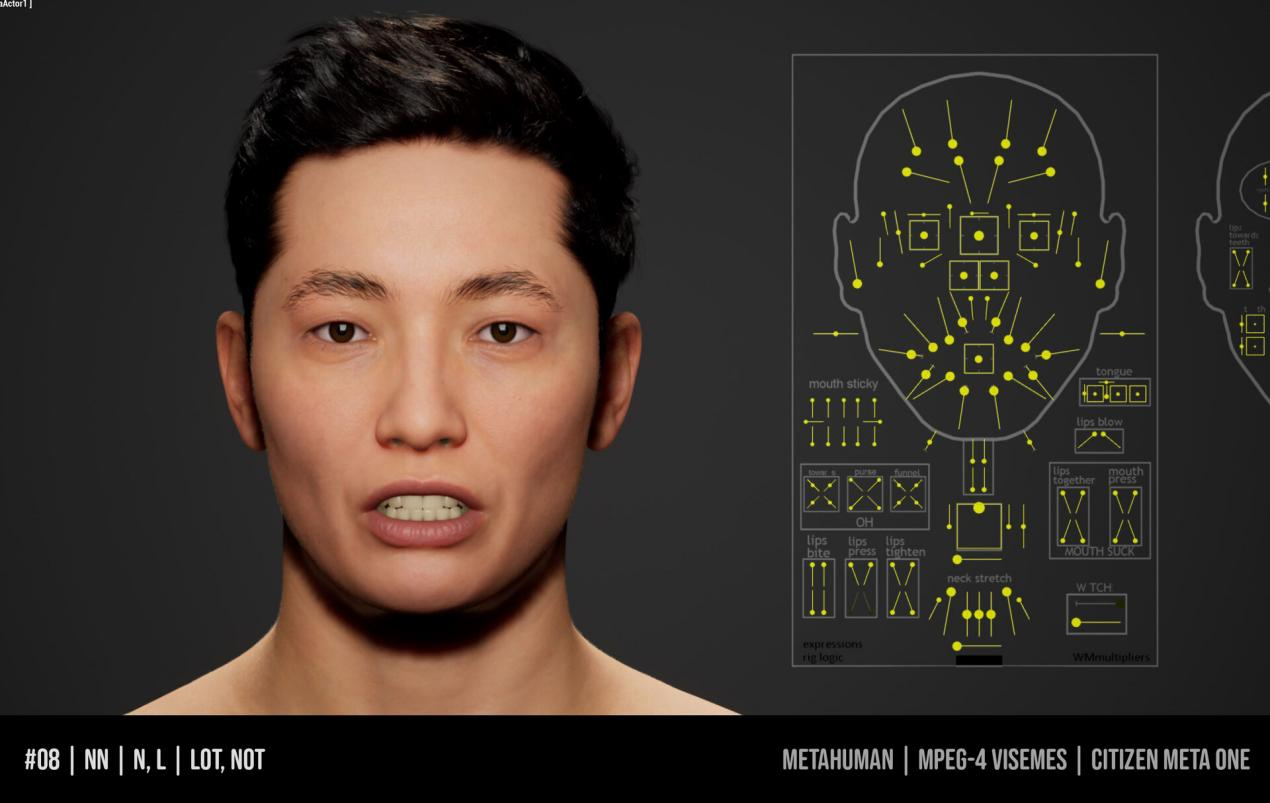 aActor1 ]
mouth sticky
tongue
lips blow
purse
funnel
OH
lips
together
mouth
press
MOUTH SUCK
lips
bite
lips
press
lips
tighten
neck stretch
expressions
rig logic
WMmultipliers
lips
towards
teeth
#08 | NN | N, L | LOT, NOT
METAHUMAN | MPEG-4 VISEMES | CITIZEN META ONE